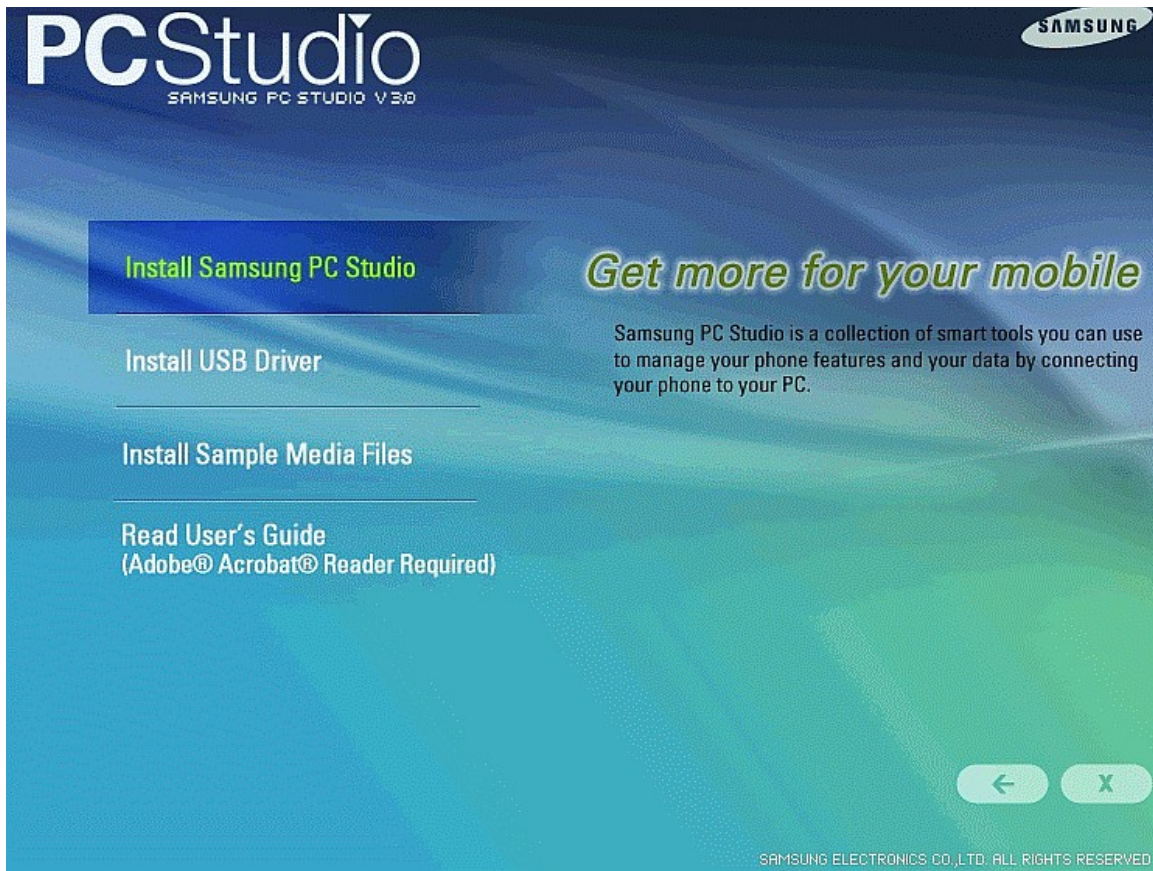 PCStudio
SAMSUNG PC STUDIO V 3.0
SAMSUNG
Install Samsung PC Studio
Install USB Driver
Install Sample Media Files
Read User's Guide
(Adobe® Acrobat® Reader Required)
Get more for your mobile
Samsung PC Studio is a collection of smart tools you can use
to manage your phone features and your data by connecting
your phone to your PC.
X
SAMSUNG ELECTRONICS CO.,LTD. ALL RIGHTS RESERVED